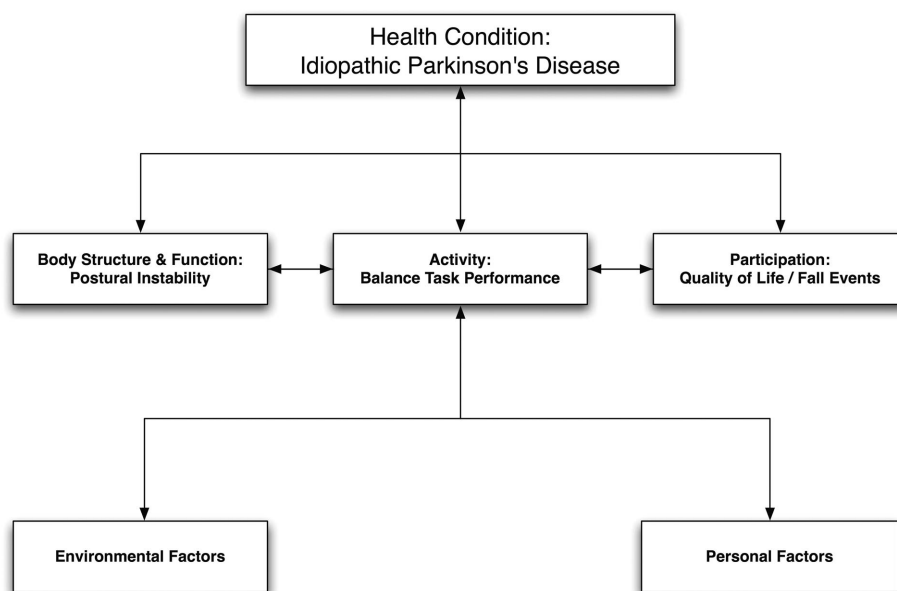 Health Condition:
Idiopathic Parkinson's Disease
Body Structure & Function:
Postural Instability
Activity:
Balance Task Performance
Participation:
Quality of Life / Fall Events
Environmental Factors
Personal Factors